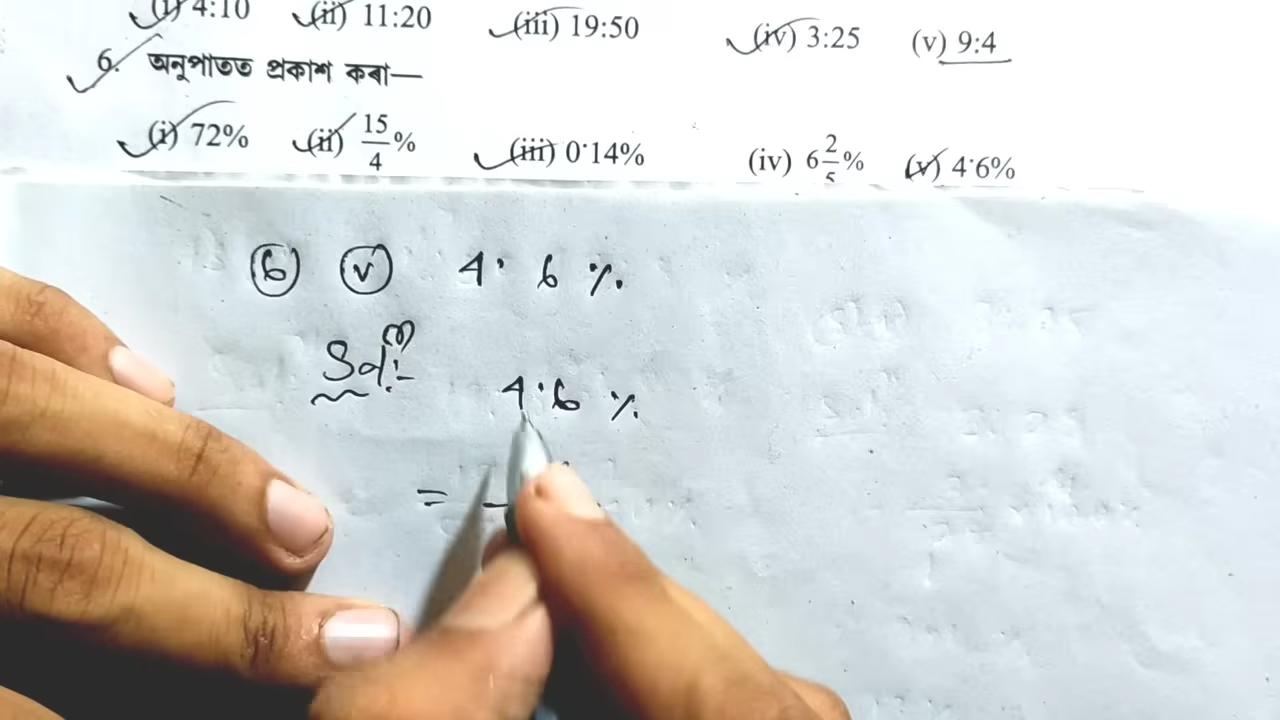 (i) 4:10 (ii) 11:20 (iii) 19:50 (iv) 3:25 (v) 9:4
6. অনুপাতত প্ৰকাশ কৰা—
(i) 72% (ii) 15/4% (iii) 0·14% (iv) 6 2/5% (v) 4·6%
6 v 4·6%
Solⁿ:-
4·6%
=